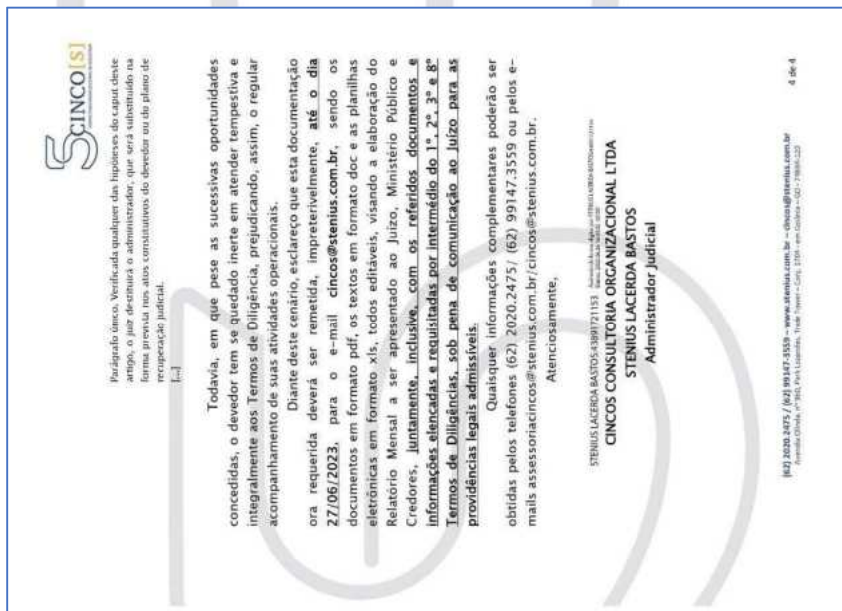 CINCO[S]
Parágrafo único. Verificada qualquer das hipóteses do caput deste
artigo, o juiz destituirá o administrador, que será substituído na
forma prevista nos atos constitutivos do devedor ou do plano de
recuperação judicial.
[...]
Todavia, em que pese as sucessivas oportunidades
concedidas, o devedor tem se quedado inerte em atender tempestiva e
integralmente aos Termos de Diligência, prejudicando, assim, o regular
acompanhamento de suas atividades operacionais.
Diante deste cenário, esclareço que esta documentação
ora requerida deverá ser remetida, impreterivelmente, até o dia
27/06/2023, para o e-mail cincos@stenius.com.br, sendo os
documentos em formato pdf, os textos em formato doc e as planilhas
eletrônicas em formato xls, todos editáveis, visando a elaboração do
Relatório Mensal a ser apresentado ao Juízo, Ministério Público e
Credores, juntamente, inclusive, com os referidos documentos e
informações elencadas e requisitadas por intermédio do 1º, 2º, 3º e 8º
Termos de Diligências, sob pena de comunicação ao Juízo para as
providências legais admissíveis.
Quaisquer informações complementares poderão ser
obtidas pelos telefones (62) 2020.2475/ (62) 99147.3559 ou pelos e-
mails assessoriacincos@stenius.com.br/cincos@stenius.com.br.
Atenciosamente,
STENIUS LACERDA BASTOS:43891721153
CINCOS CONSULTORIA ORGANIZACIONAL LTDA
STENIUS LACERDA BASTOS
Administrador Judicial
(62) 2020.2475 / (62) 99147-3559 – www.stenius.com.br – cincos@stenius.com.br
4 de 4